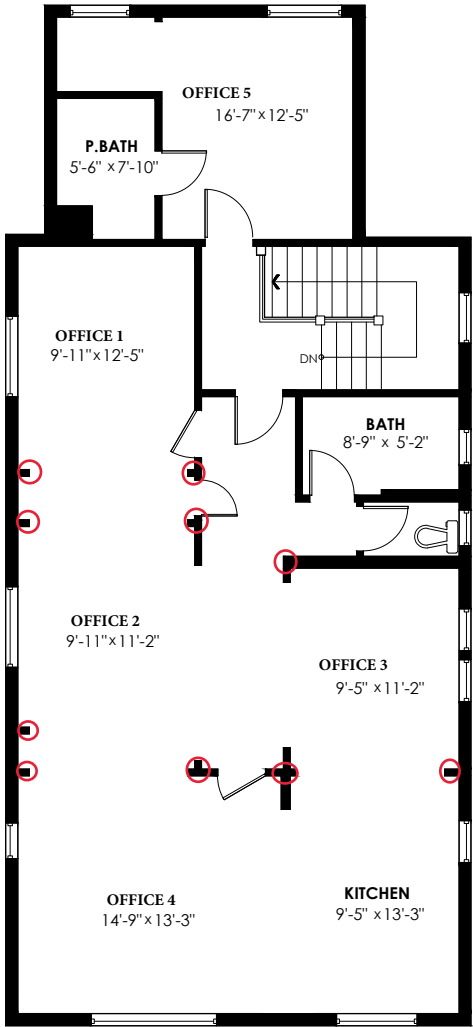 OFFICE 5
16'-7" x 12'-5"
P.BATH
5'-6" x 7'-10"
OFFICE 1
9'-11" x 12'-5"
DN
BATH
8'-9" x 5'-2"
OFFICE 2
9'-11" x 11'-2"
OFFICE 3
9'-5" x 11'-2"
OFFICE 4
14'-9" x 13'-3"
KITCHEN
9'-5" x 13'-3"